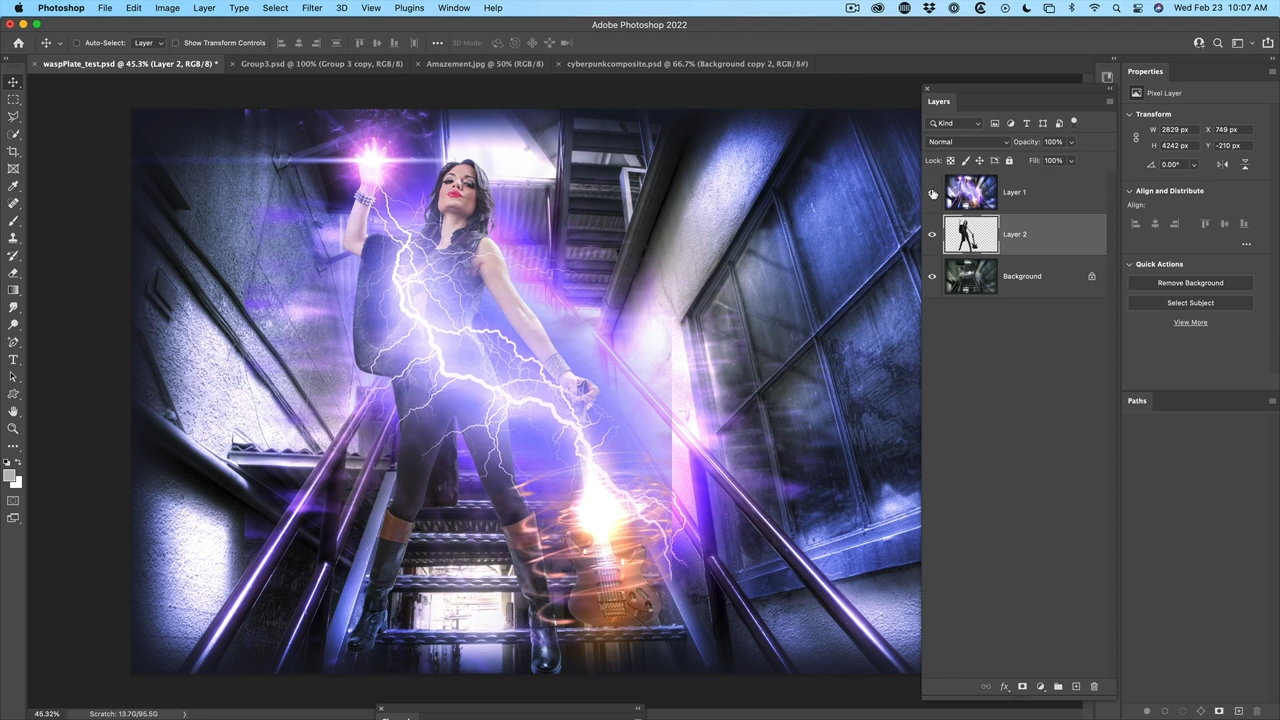 Photoshop File Edit Image Layer Type Select Filter 3D View Plugins Window Help Wed Feb 23 10:07 AM
Adobe Photoshop 2022
Auto-Select: Layer Show Transform Controls 3D Mode:
waspPlate_test.psd @ 45.3% (Layer 2, RGB/8) * Group3.psd @ 100% (Group 3 copy, RGB/8) Amazement.jpg @ 50% (RGB/8) cyberpunkcomposite.psd @ 66.7% (Background copy 2, RGB/8#)
Layers
Kind
Normal Opacity: 100%
Lock: Fill: 100%
Layer 1
Layer 2
Background
Properties
Pixel Layer
Transform
W 2829 px X 749 px
H 4242 px Y -210 px
0.00°
Align and Distribute
Align:
Quick Actions
Remove Background
Select Subject
View More
Paths
45.32% Scratch: 13.7G/95.5G